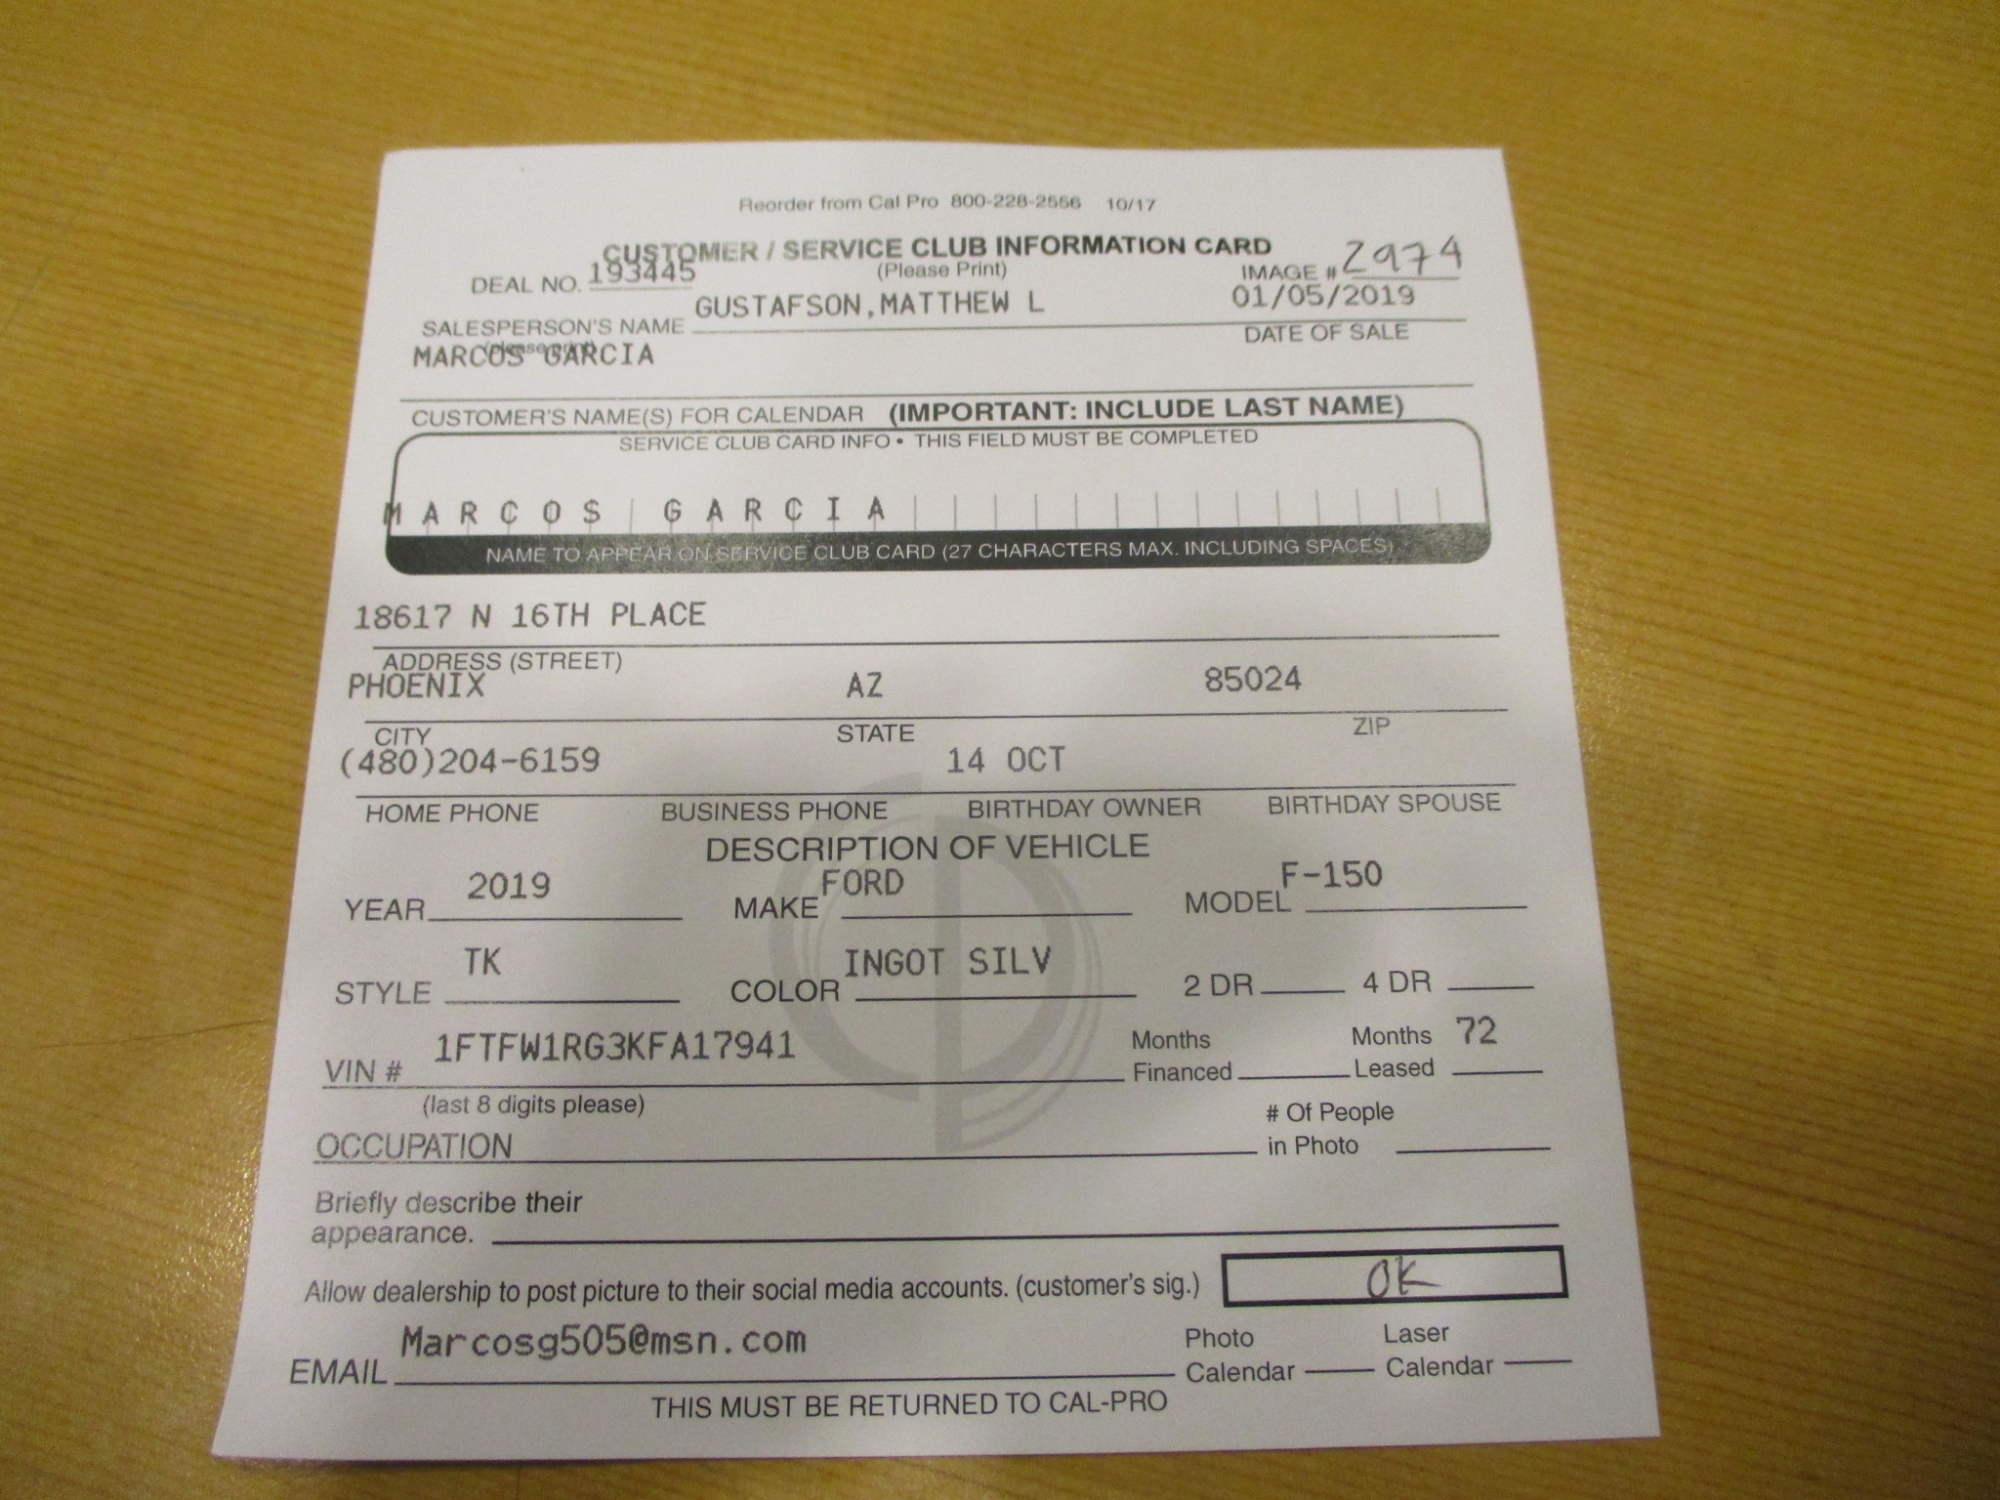 Reorder from Cal Pro 800-228-2556 10/17
CUSTOMER / SERVICE CLUB INFORMATION CARD
(Please Print)
DEAL NO. 193445
IMAGE # 2974
SALESPERSON'S NAME GUSTAFSON,MATTHEW L 01/05/2019
(please print) DATE OF SALE
MARCOS GARCIA
CUSTOMER'S NAME(S) FOR CALENDAR (IMPORTANT: INCLUDE LAST NAME)
SERVICE CLUB CARD INFO • THIS FIELD MUST BE COMPLETED
MARCOS GARCIA
NAME TO APPEAR ON SERVICE CLUB CARD (27 CHARACTERS MAX. INCLUDING SPACES)
18617 N 16TH PLACE
ADDRESS (STREET)
PHOENIX AZ 85024
CITY STATE ZIP
(480)204-6159 14 OCT
HOME PHONE BUSINESS PHONE BIRTHDAY OWNER BIRTHDAY SPOUSE
DESCRIPTION OF VEHICLE
YEAR 2019 MAKE FORD MODEL F-150
STYLE TK COLOR INGOT SILV 2 DR 4 DR
VIN # 1FTFW1RG3KFA17941 Months Financed Months Leased 72
(last 8 digits please)
OCCUPATION # Of People in Photo
Briefly describe their
appearance.
Allow dealership to post picture to their social media accounts. (customer's sig.) OK
EMAIL Marcosg505@msn.com Photo Calendar Laser Calendar
THIS MUST BE RETURNED TO CAL-PRO